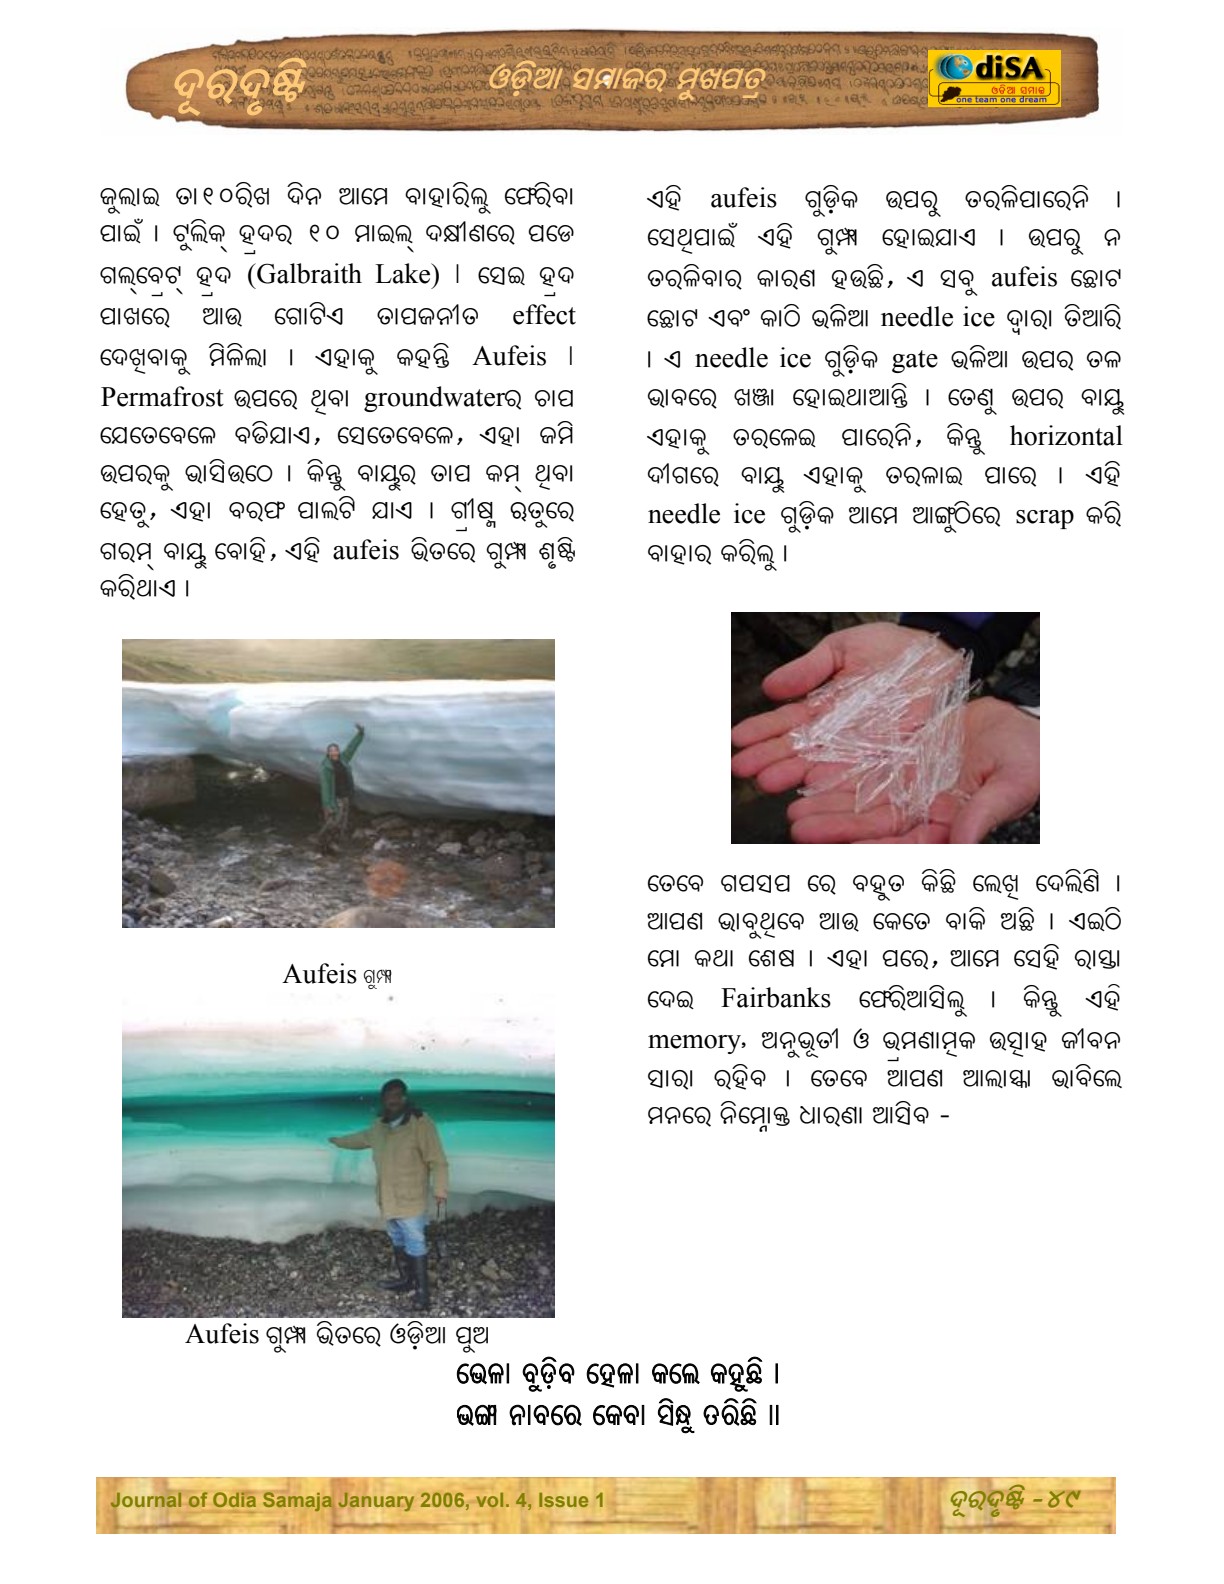 ଦୂରଦୃଷ୍ଟି
ଓଡ଼ିଆ ସମାଜର ମୁଖପତ୍ର
OdiSA
ଓଡ଼ିଆ ସମାଜ
one team one dream
ଜୁଲାଇ ତା୧୦ରିଖ ଦିନ ଆମେ ବାହାରିଲୁ ଫେରିବା
ପାଇଁ । ଟୁଲିକ୍ ହ୍ରଦର ୧୦ ମାଇଲ୍ ଦକ୍ଷୀଣରେ ପଡେ
ଗଲ୍‌ବ୍ରେଟ୍ ହ୍ରଦ (Galbraith Lake) । ସେଇ ହ୍ରଦ
ପାଖରେ ଆଉ ଗୋଟିଏ ତାପଜନୀତ effect
ଦେଖିବାକୁ ମିଳିଲା । ଏହାକୁ କହନ୍ତି Aufeis ।
Permafrost ଉପରେ ଥିବା groundwaterର ଚାପ
ଯେତେବେଳେ ବଢିଯାଏ, ସେତେବେଳେ, ଏହା ଜମି
ଉପରକୁ ଭାସିଉଠେ । କିନ୍ତୁ ବାୟୁର ତାପ କମ୍ ଥିବା
ହେତୁ, ଏହା ବରଫ ପାଲଟି ଯାଏ । ଗ୍ରୀଷ୍ମ ଋତୁରେ
ଗରମ୍ ବାୟୁ ବୋହି, ଏହି aufeis ଭିତରେ ଗୁମ୍ଫା ଶୃଷ୍ଟି
କରିଥାଏ ।
Aufeis ଗୁମ୍ଫା
Aufeis ଗୁମ୍ଫା ଭିତରେ ଓଡ଼ିଆ ପୁଅ
ଏହି aufeis ଗୁଡ଼ିକ ଉପରୁ ତରଳିପାରେନି ।
ସେଥିପାଇଁ ଏହି ଗୁମ୍ଫା ହୋଇଯାଏ । ଉପରୁ ନ
ତରଳିବାର କାରଣ ହଉଛି, ଏ ସବୁ aufeis ଛୋଟ
ଛୋଟ ଏବଂ କାଠି ଭଳିଆ needle ice ଦ୍ୱାରା ତିଆରି
। ଏ needle ice ଗୁଡ଼ିକ gate ଭଳିଆ ଉପର ତଳ
ଭାବରେ ଖଞ୍ଜା ହୋଇଥାଆନ୍ତି । ତେଣୁ ଉପର ବାୟୁ
ଏହାକୁ ତରଳେଇ ପାରେନି, କିନ୍ତୁ horizontal
ଦୀଗରେ ବାୟୁ ଏହାକୁ ତରଳାଇ ପାରେ । ଏହି
needle ice ଗୁଡ଼ିକ ଆମେ ଆଙ୍ଗୁଠିରେ scrap କରି
ବାହାର କରିଲୁ ।
ତେବେ ଗପସପ ରେ ବହୁତ କିଛି ଲେଖି ଦେଲିଣି ।
ଆପଣ ଭାବୁଥିବେ ଆଉ କେତେ ବାକି ଅଛି । ଏଇଠି
ମୋ କଥା ଶେଷ । ଏହା ପରେ, ଆମେ ସେହି ରାସ୍ତା
ଦେଇ Fairbanks ଫେରିଆସିଲୁ । କିନ୍ତୁ ଏହି
memory, ଅନୁଭୂତୀ ଓ ଭ୍ରମଣାତ୍ମକ ଉତ୍ସାହ ଜୀବନ
ସାରା ରହିବ । ତେବେ ଆପଣ ଆଲାସ୍କା ଭାବିଲେ
ମନରେ ନିମ୍ନୋକ୍ତ ଧାରଣା ଆସିବ -
ଭେଳା ବୁଡ଼ିବ ହେଳା କଲେ କହୁଛି ।
ଭଙ୍ଗା ନାବରେ କେବା ସିନ୍ଧୁ ତରିଛି ॥
Journal of Odia Samaja January 2006, vol. 4, Issue 1
ଦୂରଦୃଷ୍ଟି - ୪୯